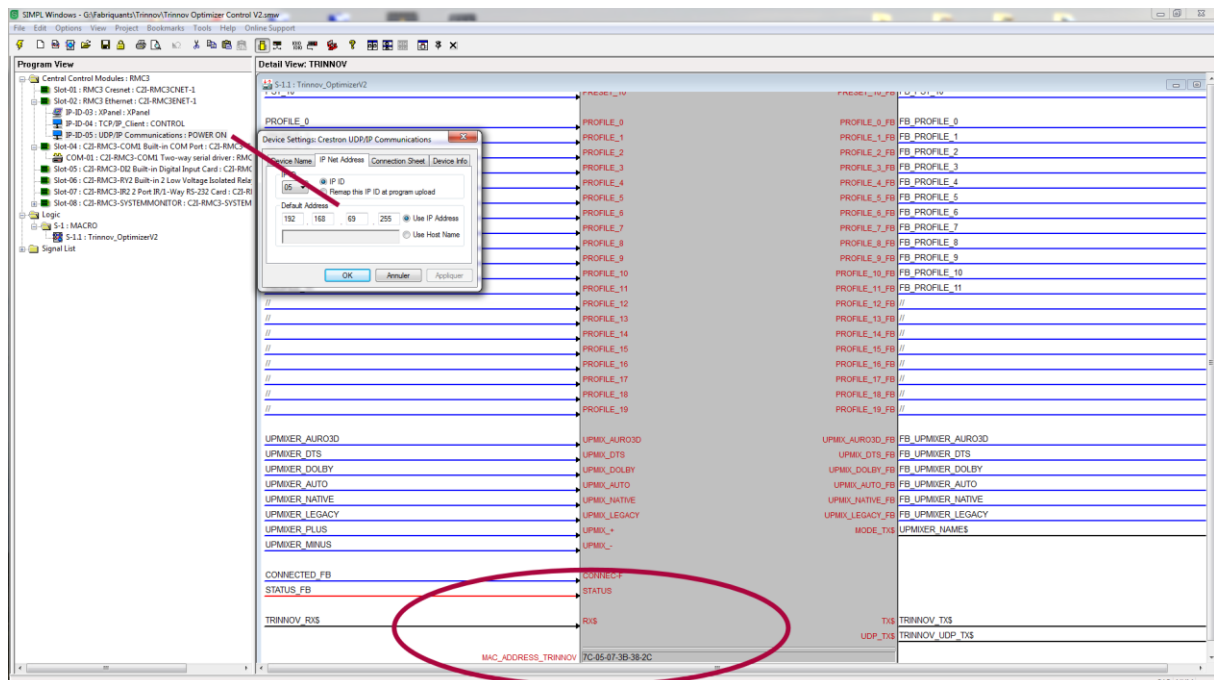 SIMPL Windows - G:\Fabriquants\Trinnov\Trinnov Optimizer Control V2.smw
File Edit Options View Project Bookmarks Tools Help Online Support
Program View
Central Control Modules : RMC3
Slot-01 : RMC3 Cresnet : C2I-RMC3CNET-1
Slot-02 : RMC3 Ethernet : C2I-RMC3ENET-1
IP-ID-03 : XPanel : XPanel
IP-ID-04 : TCP/IP_Client : CONTROL
IP-ID-05 : UDP/IP Communications : POWER ON
Slot-04 : C2I-RMC3-COM1 Built-in COM Port : C2I-RMC3-
COM-01 : C2I-RMC3-COM1 Two-way serial driver : RMC
Slot-05 : C2I-RMC3-DI2 Built-in Digital Input Card : C2I-RMC
Slot-06 : C2I-RMC3-RY2 Built-in 2 Low Voltage Isolated Rela
Slot-07 : C2I-RMC3-IR2 2 Port IR/1-Way RS-232 Card : C2I-RI
Slot-08 : C2I-RMC3-SYSTEMMONITOR : C2I-RMC3-SYSTEM
Logic
S-1 : MACRO
S-1.1 : Trinnov_OptimizerV2
Signal List
Detail View: TRINNOV
S-1.1 : Trinnov_OptimizerV2
PROFILE_0 PROFILE_0 PROFILE_0_FB FB_PROFILE_0
PROFILE_1 PROFILE_1_FB FB_PROFILE_1
PROFILE_2 PROFILE_2_FB FB_PROFILE_2
PROFILE_3 PROFILE_3_FB FB_PROFILE_3
PROFILE_4 PROFILE_4_FB FB_PROFILE_4
PROFILE_5 PROFILE_5_FB FB_PROFILE_5
PROFILE_6 PROFILE_6_FB FB_PROFILE_6
PROFILE_7 PROFILE_7_FB FB_PROFILE_7
PROFILE_8 PROFILE_8_FB FB_PROFILE_8
PROFILE_9 PROFILE_9_FB FB_PROFILE_9
PROFILE_10 PROFILE_10_FB FB_PROFILE_10
PROFILE_11 PROFILE_11_FB FB_PROFILE_11
// PROFILE_12 PROFILE_12_FB //
// PROFILE_13 PROFILE_13_FB //
// PROFILE_14 PROFILE_14_FB //
// PROFILE_15 PROFILE_15_FB //
// PROFILE_16 PROFILE_16_FB //
// PROFILE_17 PROFILE_17_FB //
// PROFILE_18 PROFILE_18_FB //
// PROFILE_19 PROFILE_19_FB //
UPMIXER_AURO3D UPMIX_AURO3D UPMIX_AURO3D_FB FB_UPMIXER_AURO3D
UPMIXER_DTS UPMIX_DTS UPMIX_DTS_FB FB_UPMIXER_DTS
UPMIXER_DOLBY UPMIX_DOLBY UPMIX_DOLBY_FB FB_UPMIXER_DOLBY
UPMIXER_AUTO UPMIX_AUTO UPMIX_AUTO_FB FB_UPMIXER_AUTO
UPMIXER_NATIVE UPMIX_NATIVE UPMIX_NATIVE_FB FB_UPMIXER_NATIVE
UPMIXER_LEGACY UPMIX_LEGACY UPMIX_LEGACY_FB FB_UPMIXER_LEGACY
UPMIXER_PLUS UPMIX_+ MODE_TX$ UPMIXER_NAME$
UPMIXER_MINUS UPMIX_-
CONNECTED_FB CONNEC-F
STATUS_FB STATUS
TRINNOV_RX$ RX$ TX$ TRINNOV_TX$
UDP_TX$ TRINNOV_UDP_TX$
MAC_ADDRESS_TRINNOV 7C-05-07-3B-38-2C
Device Settings: Crestron UDP/IP Communications
Device Name IP Net Address Connection Sheet Device Info
05 IP ID
Remap this IP ID at program upload
Default Address
192 . 168 . 69 . 255 Use IP Address
Use Host Name
OK Annuler Appliquer